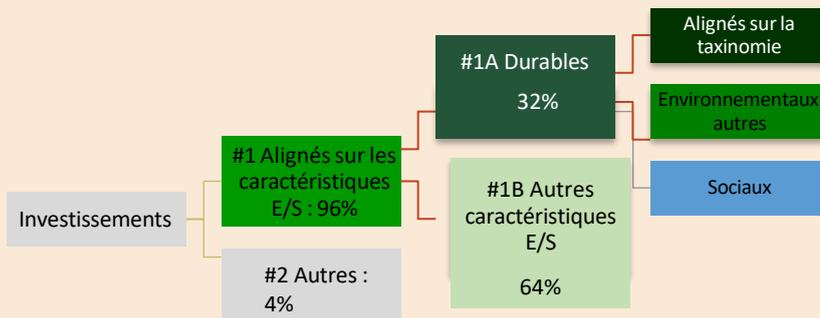 Investissements
#1 Alignés sur les
caractéristiques
E/S : 96%
#2 Autres :
4%
#1A Durables
32%
#1B Autres
caractéristiques
E/S
64%
Alignés sur la
taxinomie
Environnementaux
autres
Sociaux